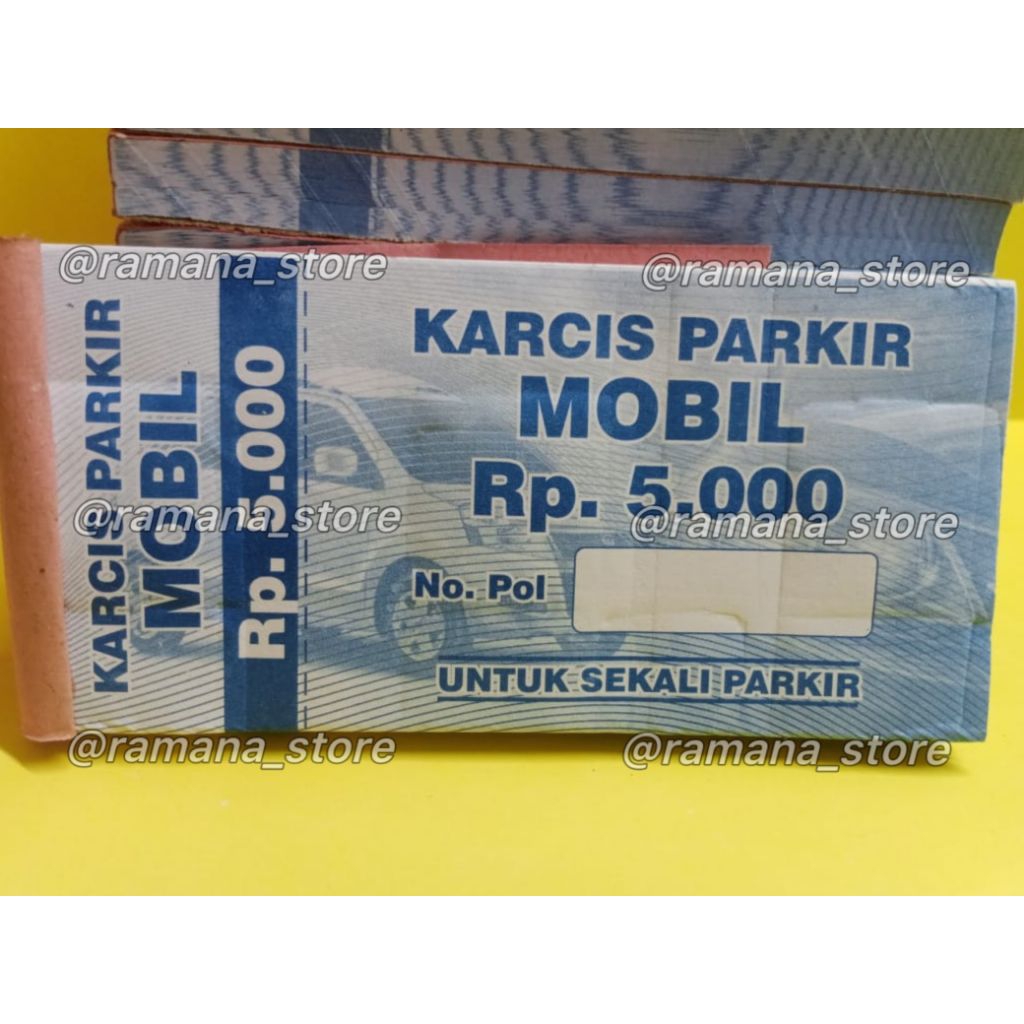 @ramana_store
@ramana_store
KARCIS PARKIR
MOBIL
Rp. 5.000
KARCIS PARKIR
MOBIL
Rp. 5.000
@ramana_store
@ramana_store
No. Pol
UNTUK SEKALI PARKIR
@ramana_store
@ramana_store